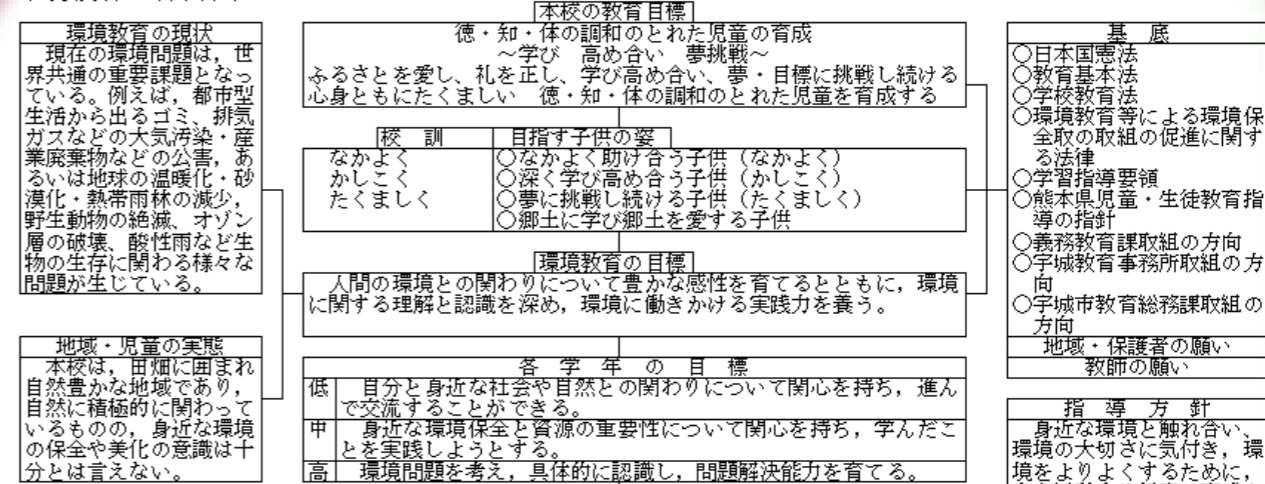 環境教育の現状
現在の環境問題は，世
界共通の重要課題となっ
ている。例えば，都市型
生活から出るゴミ、排気
ガスなどの大気汚染・産
業廃棄物などの公害，あ
るいは地球の温暖化・砂
漠化・熱帯雨林の減少，
野生動物の絶滅、オゾン
層の破壊、酸性雨など生
物の生存に関わる様々な
問題が生じている。
地域・児童の実態
本校は，田畑に囲まれ
自然豊かな地域であり，
自然に積極的に関わって
いるものの，身近な環境
の保全や美化の意識は十
分とは言えない。
本校の教育目標
徳・知・体の調和のとれた児童の育成
～学び　高め合い　夢挑戦～
ふるさとを愛し、礼を正し、学び高め合い、夢・目標に挑戦し続ける
心身ともにたくましい　徳・知・体の調和のとれた児童を育成する
校　訓
なかよく
かしこく
たくましく
目指す子供の姿
○なかよく助け合う子供（なかよく）
○深く学び高め合う子供（かしこく）
○夢に挑戦し続ける子供（たくましく）
○郷土に学び郷土を愛する子供
環境教育の目標
人間の環境との関わりについて豊かな感性を育てるとともに，環境
に関する理解と認識を深め，環境に働きかける実践力を養う。
各　学　年　の　目　標
低　自分と身近な社会や自然との関わりについて関心を持ち，進ん
で交流することができる。
中　身近な環境保全と資源の重要性について関心を持ち，学んだこ
とを実践しようとする。
高　環境問題を考え，具体的に認識し，問題解決能力を育てる。
基　底
○日本国憲法
○教育基本法
○学校教育法
○環境教育等による環境保
全取の取組の促進に関す
る法律
○学習指導要領
○熊本県児童・生徒教育指
導の指針
○義務教育課取組の方向
○宇城教育事務所取組の方
向
○宇城市教育総務課取組の
方向
地域・保護者の願い
教師の願い
指　導　方　針
身近な環境と触れ合い、
環境の大切さに気付き，環
境をよりよくするために，